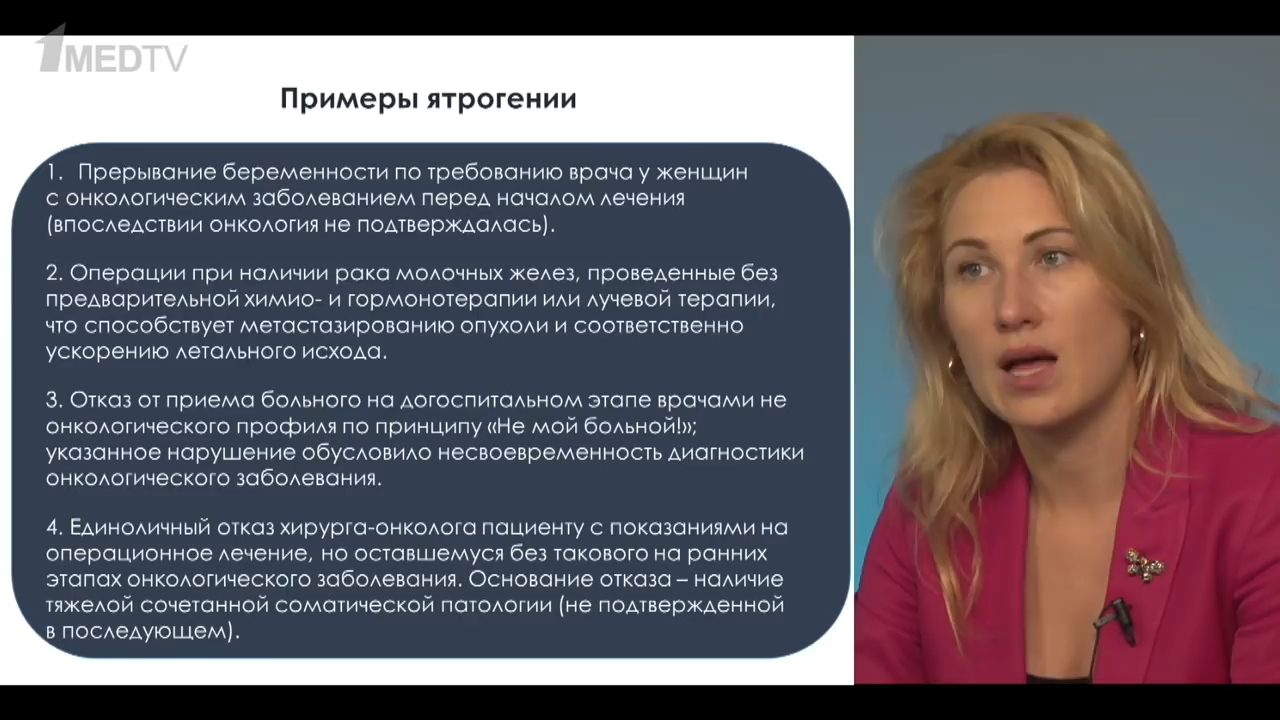 1MEDTV
Примеры ятрогении
1. Прерывание беременности по требованию врача у женщин
с онкологическим заболеванием перед началом лечения
(впоследствии онкология не подтверждалась).
2. Операции при наличии рака молочных желез, проведенные без
предварительной химио- и гормонотерапии или лучевой терапии,
что способствует метастазированию опухоли и соответственно
ускорению летального исхода.
3. Отказ от приема больного на догоспитальном этапе врачами не
онкологического профиля по принципу «Не мой больной!»;
указанное нарушение обусловило несвоевременность диагностики
онкологического заболевания.
4. Единоличный отказ хирурга-онколога пациенту с показаниями на
операционное лечение, но оставшемуся без такового на ранних
этапах онкологического заболевания. Основание отказа – наличие
тяжелой сочетанной соматической патологии (не подтвержденной
в последующем).